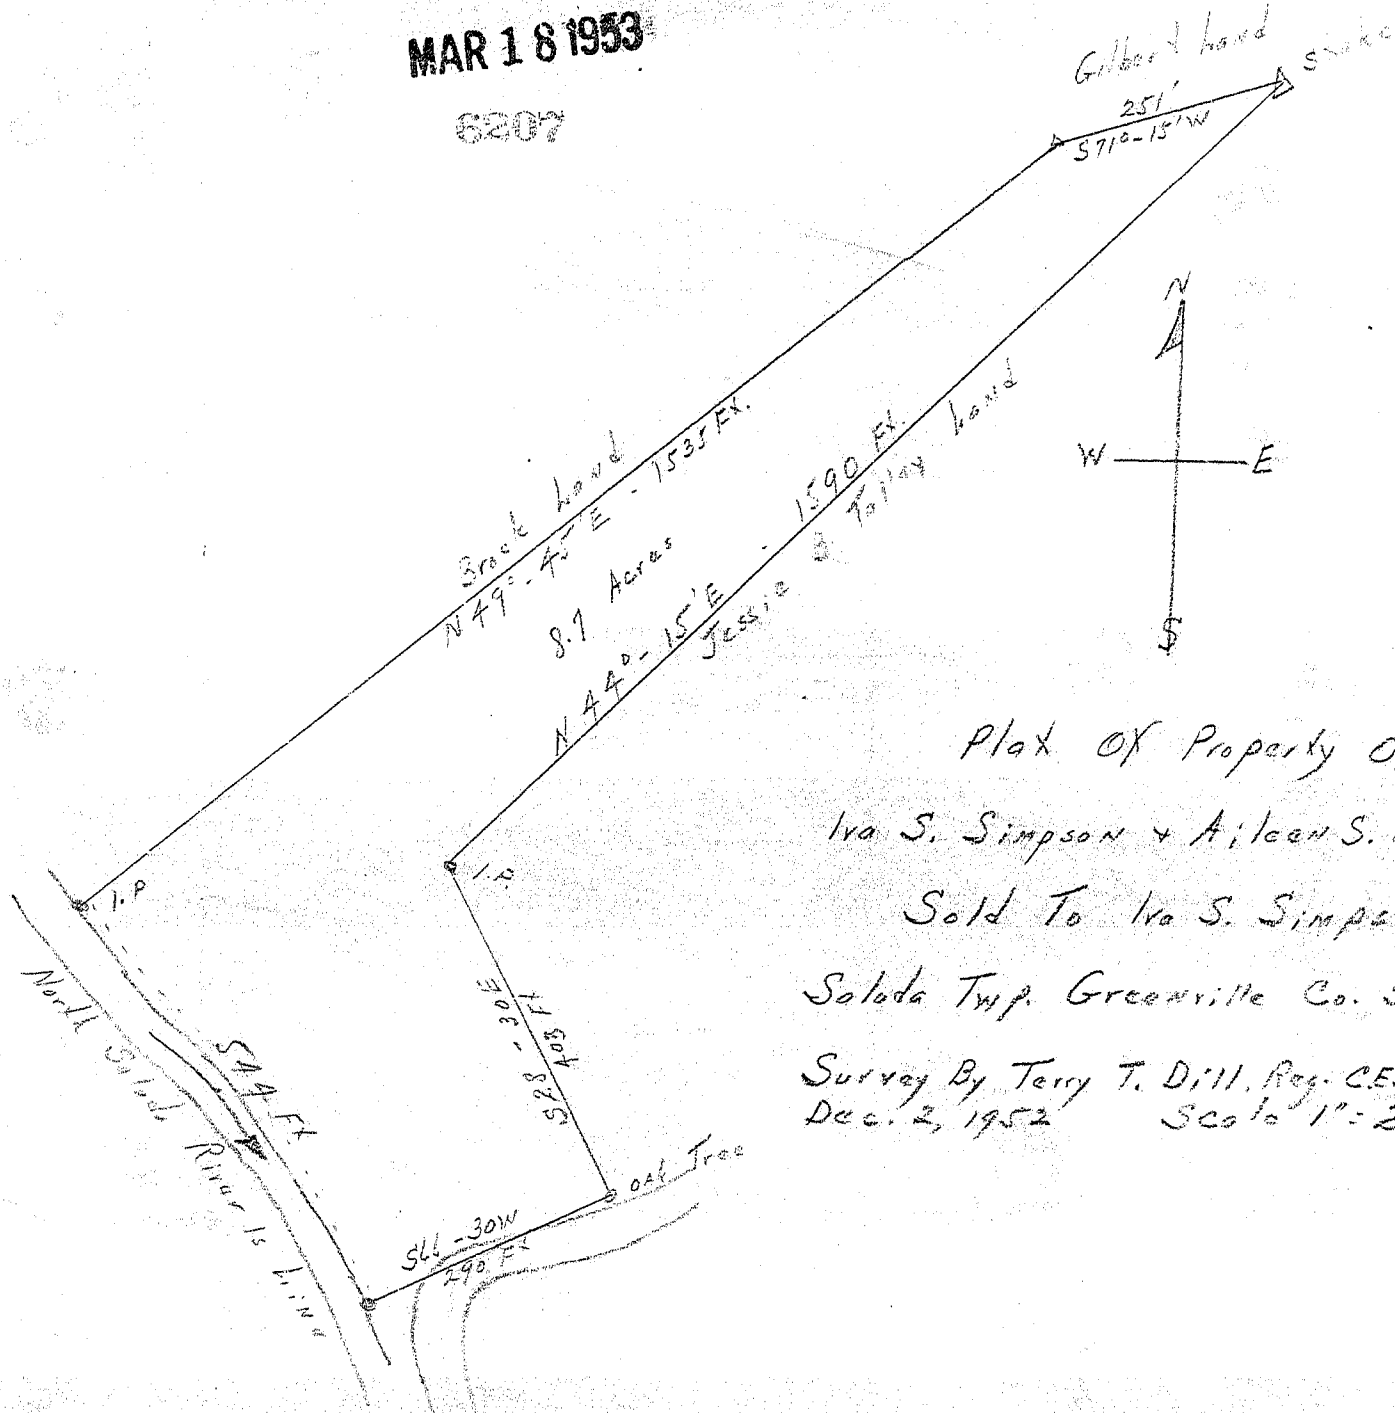 MAR 18 1953
6207
Gilbert Land
Stake
251'
S71°-15'W
N
W E
S
Brock Land
N49°-45'E - 1535 Ft.
8.7 Acres
N44°-15'E - 1590 Ft.
Jessie B. Land
I.P
I.P.
S28-30E
403 Ft
544 Ft.
North Saluda River Is Line
Oak Tree
S66-30W
290 Ft
Plat Of Property O
Iva S. Simpson & Aileen S.
Sold To Iva S. Simps
Saluda Twp. Greenville Co. S
Survey By Terry T. Dill, Reg. C.E.
Dec. 2, 1952 Scale 1"=2